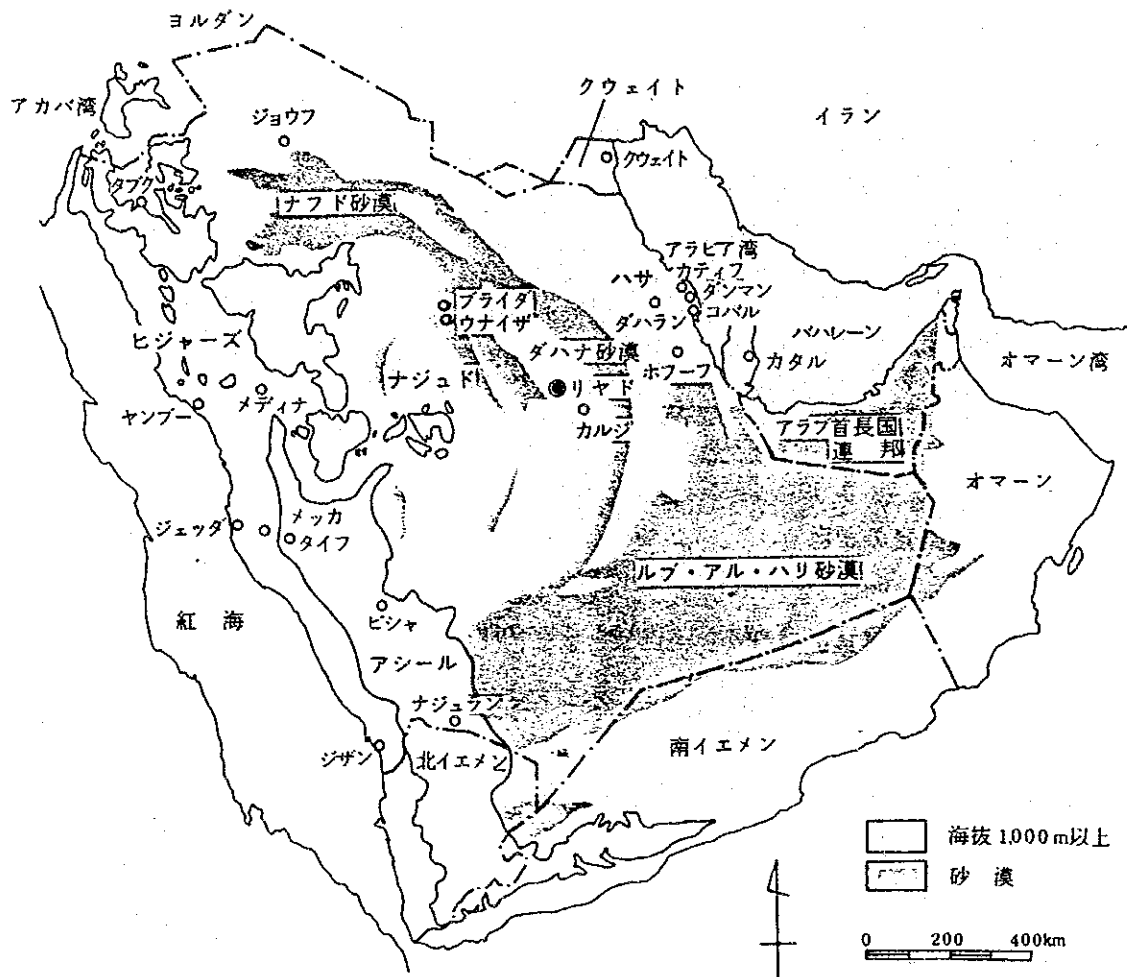 ヨルダン
クウェイト
アカバ湾
イラン
ジョウフ
クウェイト
タブク
ナフド砂漠
アラビア湾
カティフ
ハサ
ダンマン
ブライダ
コバル
ウナイザ
ダハラン
バハレーン
ヒジャーズ
ダハナ砂漠
ホフーフ
カタル
オマーン湾
ナジュド
リヤド
メディナ
ヤンブー
カルジ
アラブ首長国
連邦
オマーン
メッカ
ジェッダ
タイフ
ルブ・アル・ハリ砂漠
紅海
ビシャ
アシール
ナジュラン
ジザン
北イエメン
南イエメン
海抜1,000m以上
砂漠
0 200 400km